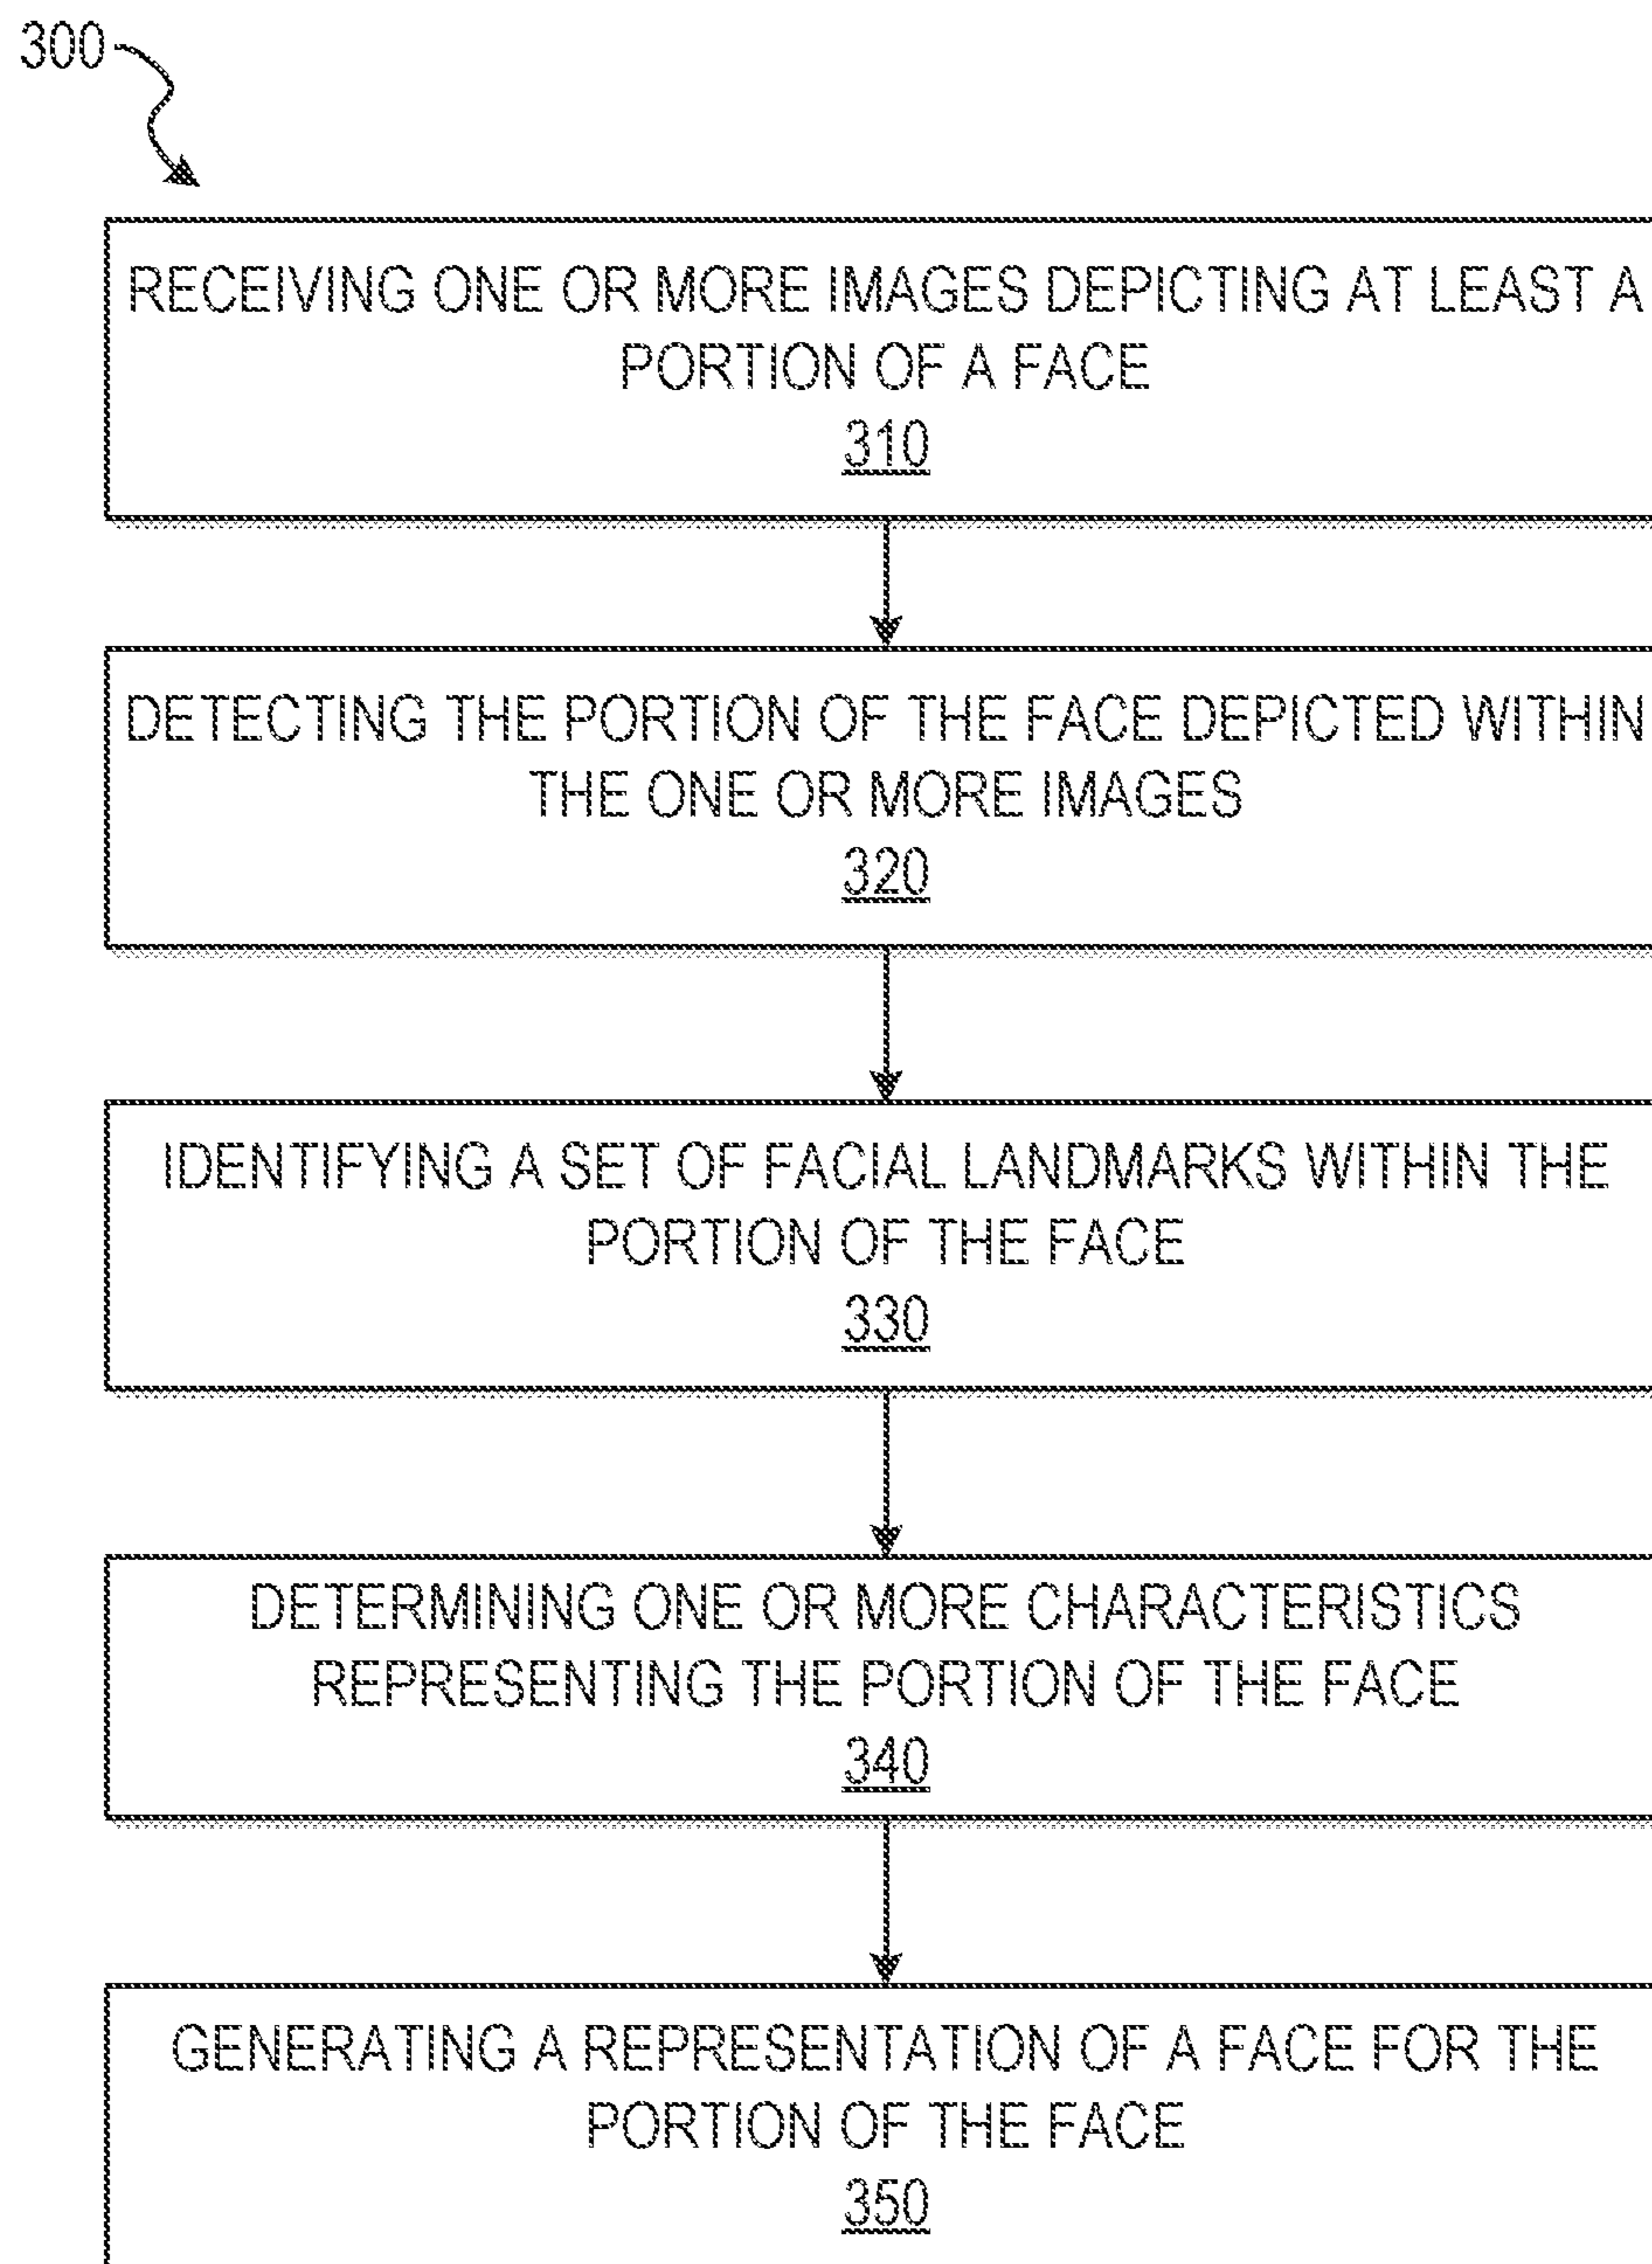 300
RECEIVING ONE OR MORE IMAGES DEPICTING AT LEAST A
PORTION OF A FACE
310
DETECTING THE PORTION OF THE FACE DEPICTED WITHIN
THE ONE OR MORE IMAGES
320
IDENTIFYING A SET OF FACIAL LANDMARKS WITHIN THE
PORTION OF THE FACE
330
DETERMINING ONE OR MORE CHARACTERISTICS
REPRESENTING THE PORTION OF THE FACE
340
GENERATING A REPRESENTATION OF A FACE FOR THE
PORTION OF THE FACE
350